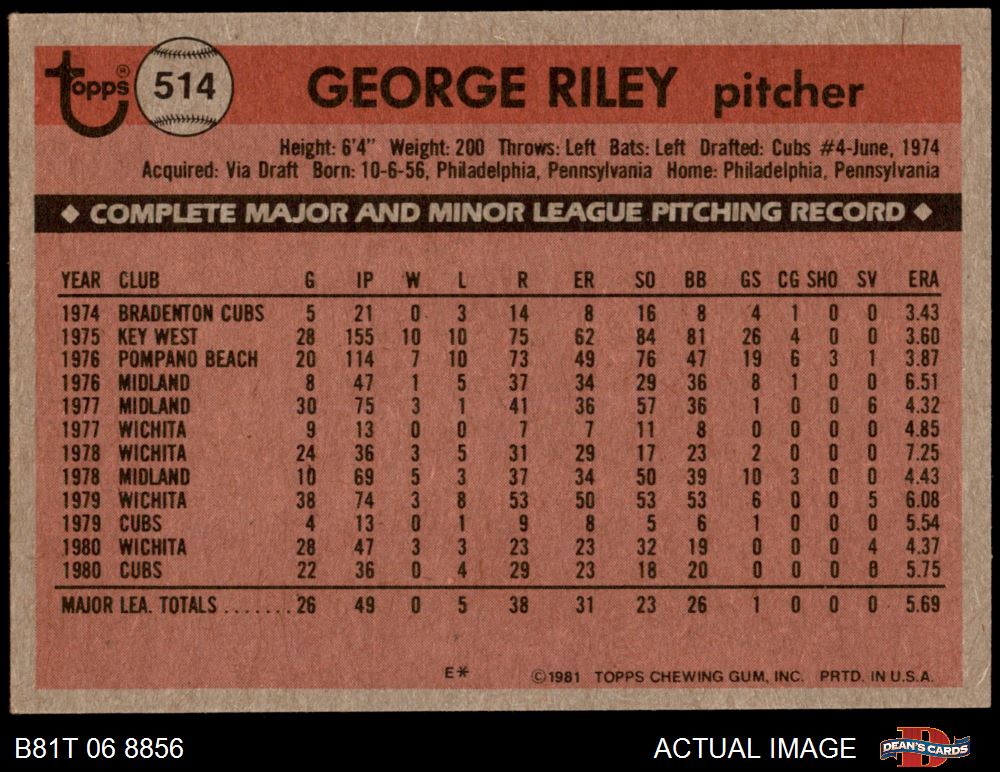 Topps® 514 GEORGE RILEY pitcher
Height: 6'4" Weight: 200 Throws: Left Bats: Left Drafted: Cubs #4-June, 1974
Acquired: Via Draft Born: 10-6-56, Philadelphia, Pennsylvania Home: Philadelphia, Pennsylvania
◆ COMPLETE MAJOR AND MINOR LEAGUE PITCHING RECORD ◆
YEAR CLUB G IP W L R ER SO BB GS CG SHO SV ERA
1974 BRADENTON CUBS 5 21 0 3 14 8 16 8 4 1 0 0 3.43
1975 KEY WEST 28 155 10 10 75 62 84 81 26 4 0 0 3.60
1976 POMPANO BEACH 20 114 7 10 73 49 76 47 19 6 3 1 3.87
1976 MIDLAND 8 47 1 5 37 34 29 36 8 1 0 0 6.51
1977 MIDLAND 30 75 3 1 41 36 57 36 1 0 0 6 4.32
1977 WICHITA 9 13 0 0 7 7 11 8 0 0 0 0 4.85
1978 WICHITA 24 36 3 5 31 29 17 23 2 0 0 0 7.25
1978 MIDLAND 10 69 5 3 37 34 50 39 10 3 0 0 4.43
1979 WICHITA 38 74 3 8 53 50 53 53 6 0 0 5 6.08
1979 CUBS 4 13 0 1 9 8 5 6 1 0 0 0 5.54
1980 WICHITA 28 47 3 3 23 23 32 19 0 0 0 4 4.37
1980 CUBS 22 36 0 4 29 23 18 20 0 0 0 0 5.75
MAJOR LEA. TOTALS ....... 26 49 0 5 38 31 23 26 1 0 0 0 5.69
E* ©1981 TOPPS CHEWING GUM, INC. PRTD. IN U.S.A.
B81T 06 8856 ACTUAL IMAGE DEAN'S CARDS